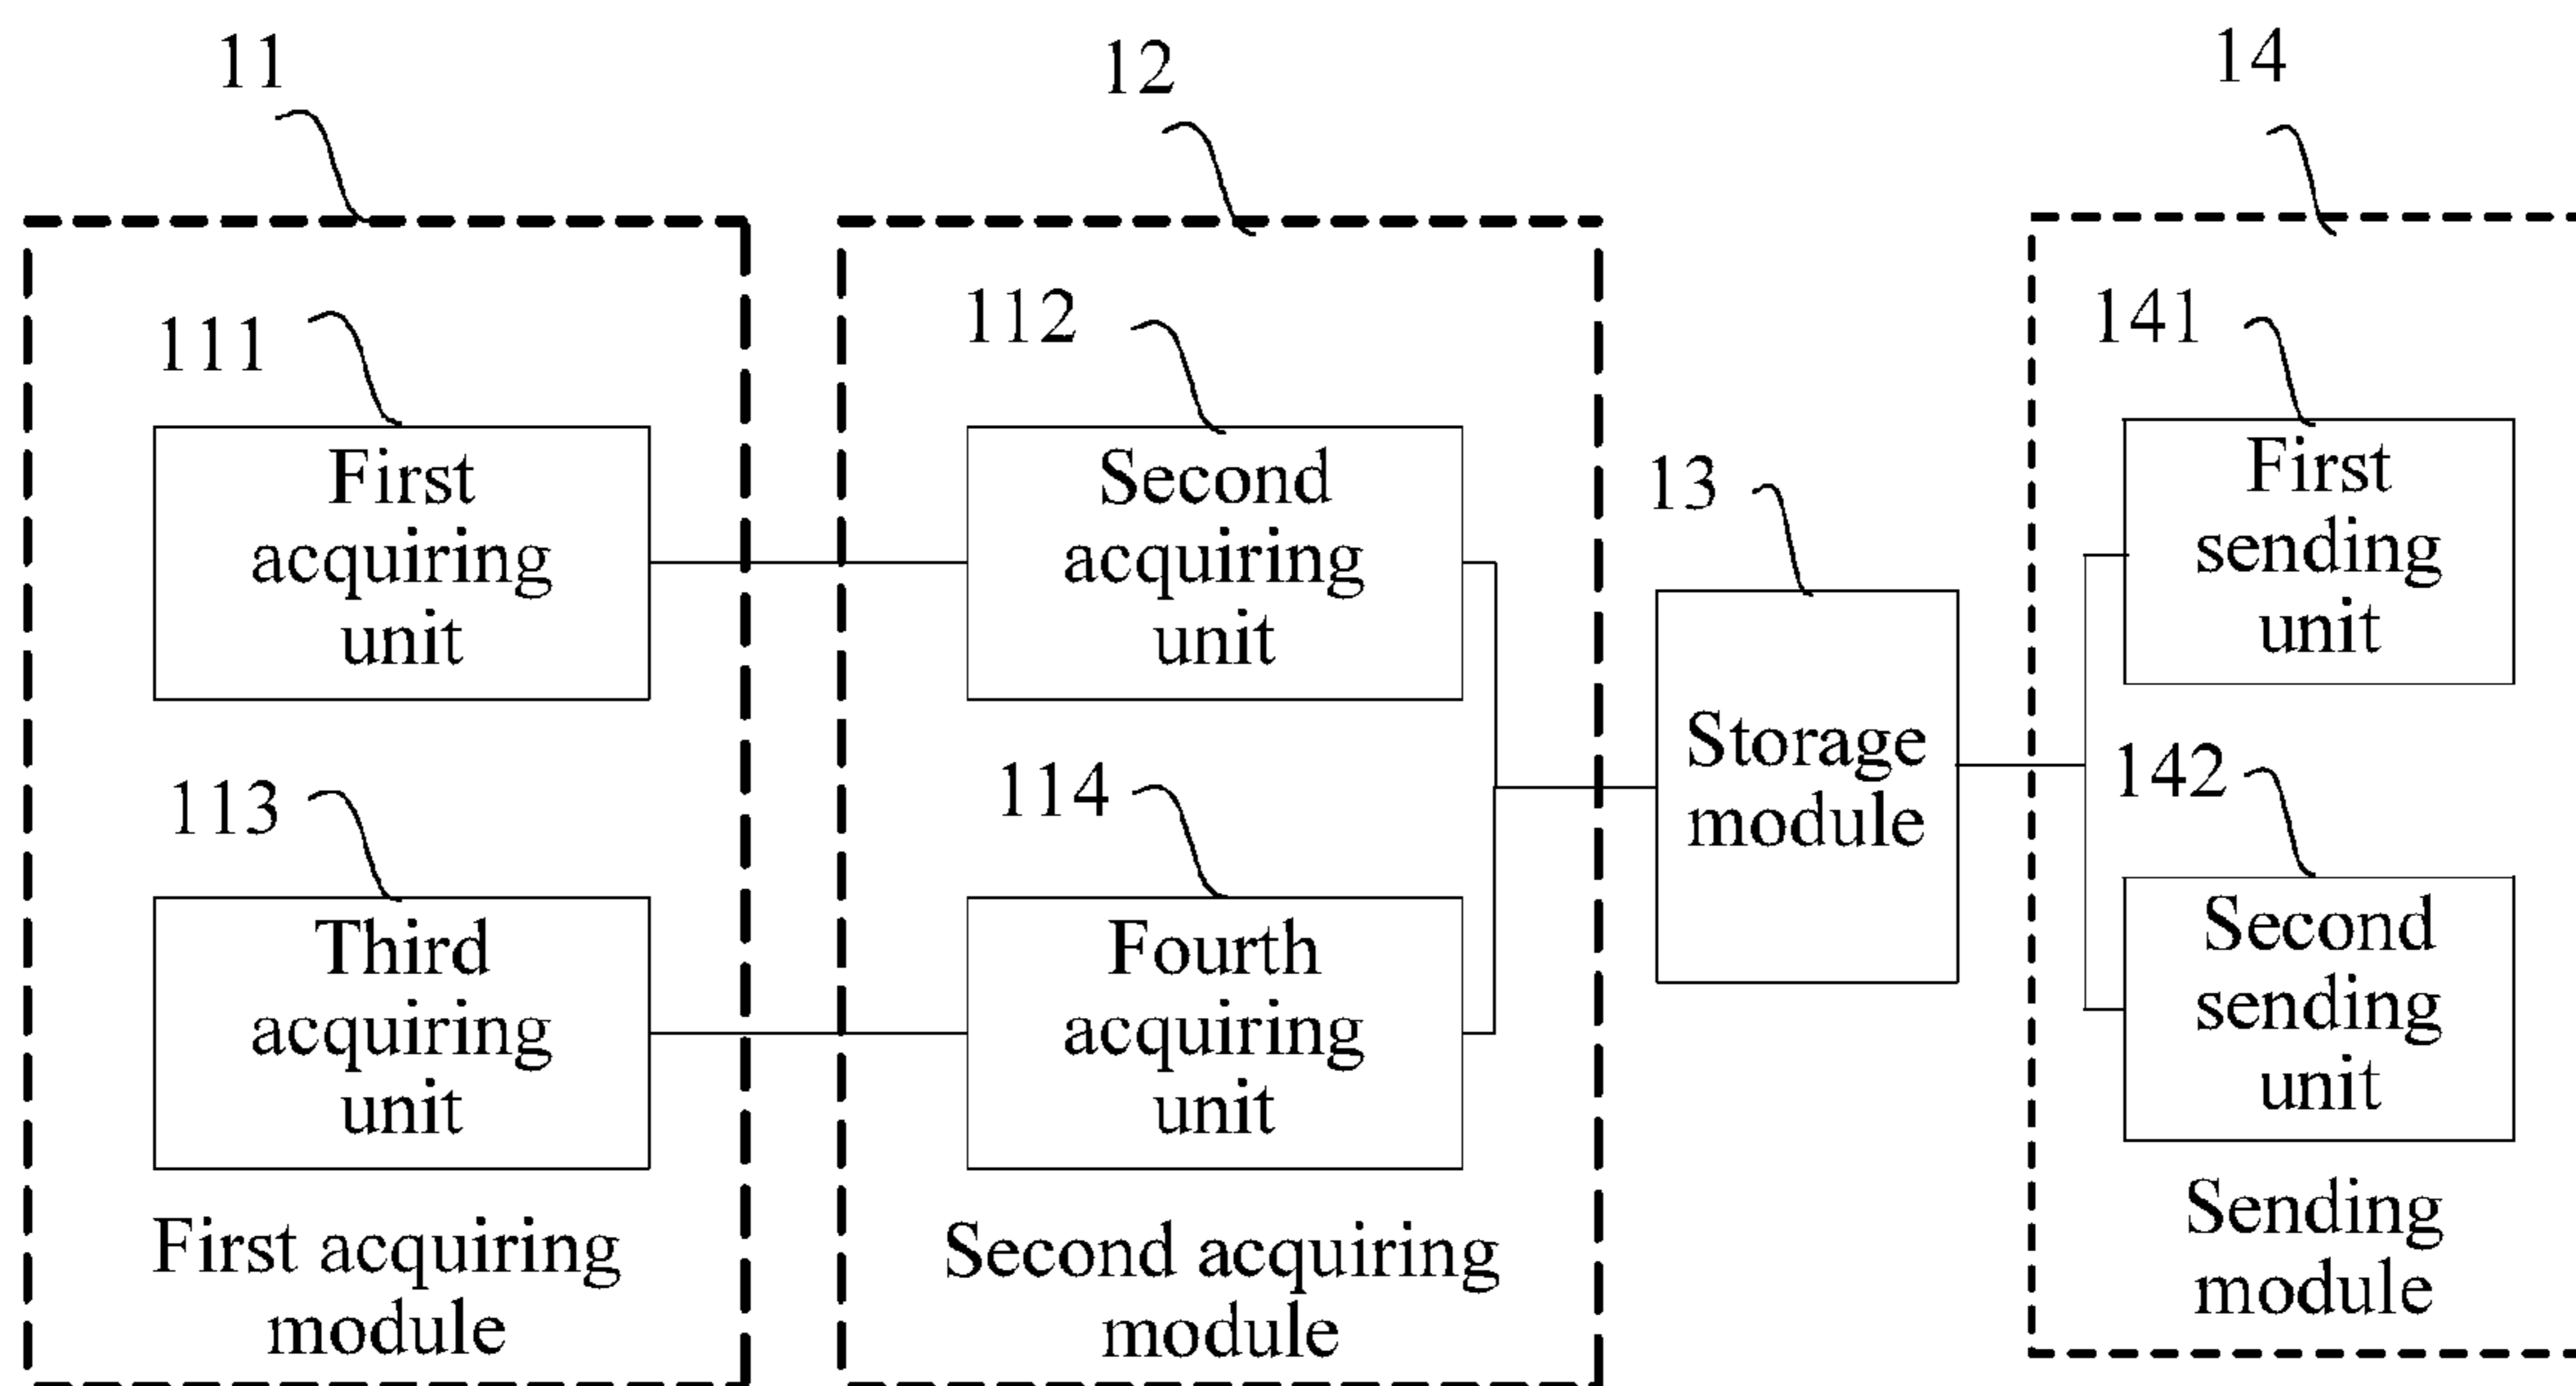 11
12
14
111
First
acquiring
unit
113
Third
acquiring
unit
First acquiring
module
112
Second
acquiring
unit
114
Fourth
acquiring
unit
Second acquiring
module
13
Storage
module
141
First
sending
unit
142
Second
sending
unit
Sending
module